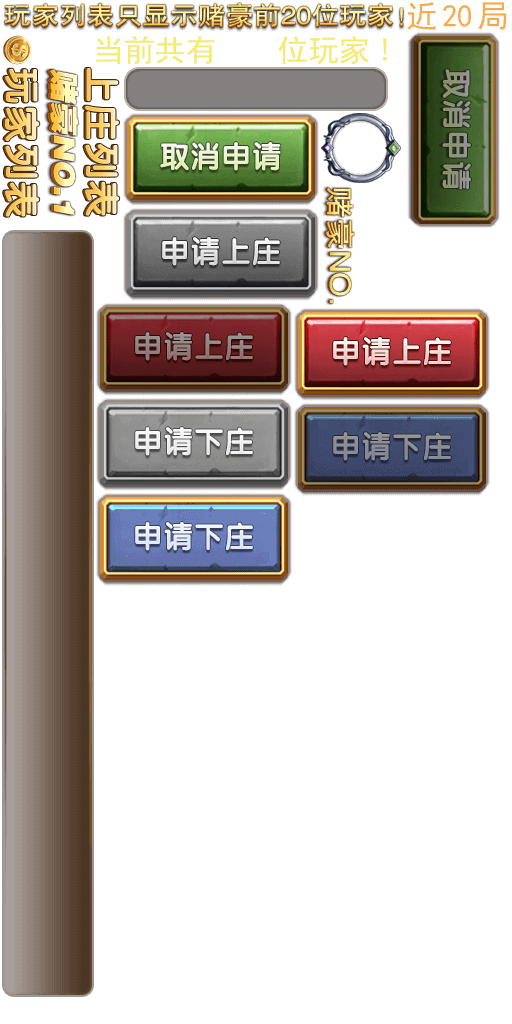 玩家列表只显示赌豪前20位玩家!
近20局
当前共有 位玩家!
上庄列表
赌豪NO.1
玩家列表
取消申请
取消申请
申请上庄
赌豪NO.
申请上庄
申请上庄
申请下庄
申请下庄
申请下庄